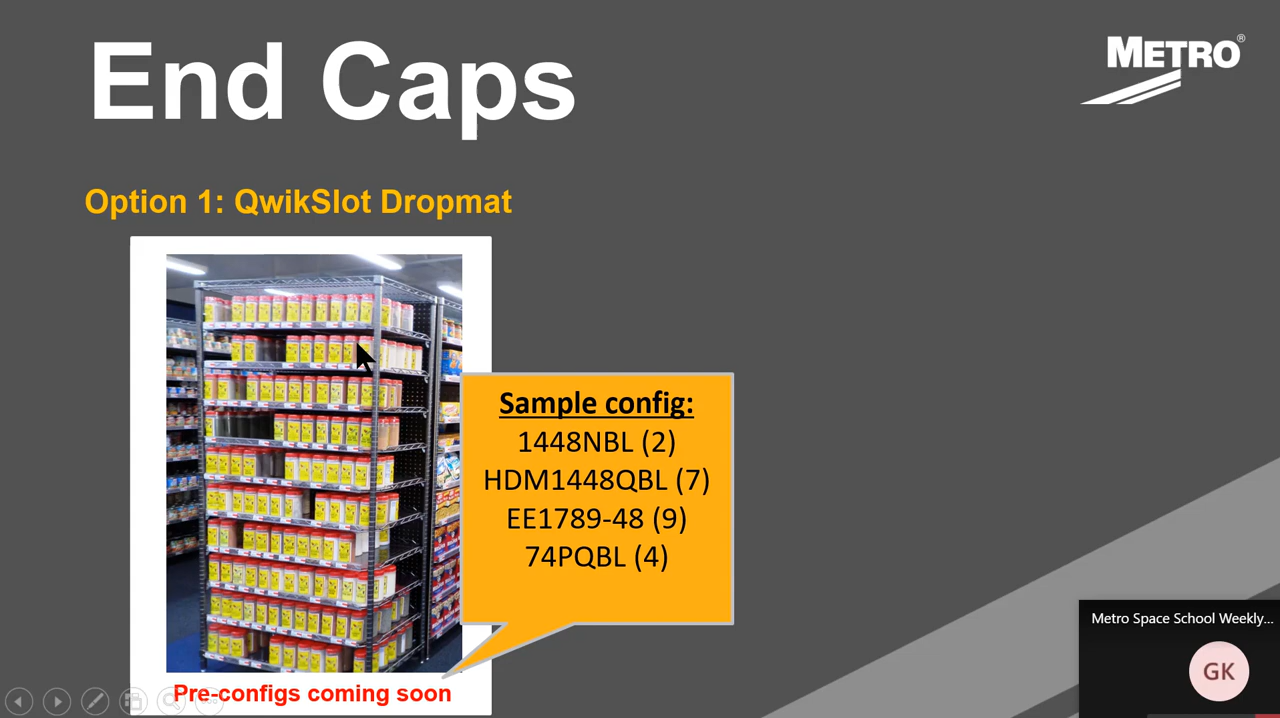 End Caps
METRO®
Option 1: QwikSlot Dropmat
Sample config:
1448NBL (2)
HDM1448QBL (7)
EE1789-48 (9)
74PQBL (4)
Pre-configs coming soon
Metro Space School Weekly...
GK